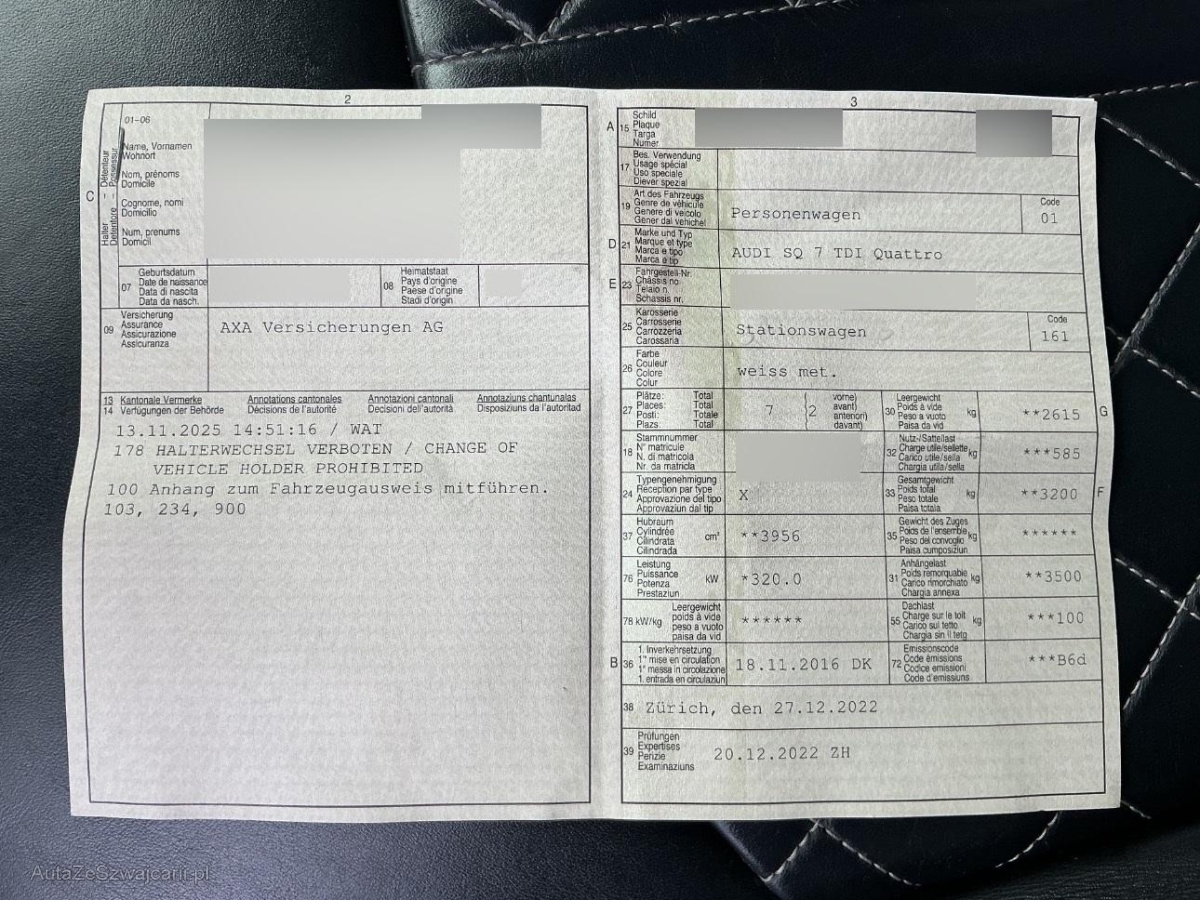 2
01-06
C
Halter – Détenteur
Detentore – Possessur
Name, Vornamen
Wohnort
Nom, prénoms
Domicile
Cognome, nomi
Domicilio
Num, prenums
Domicil
07
Geburtsdatum
Date de naissance
Data di nascita
Data da nasch.
08
Heimatstaat
Pays d'origine
Paese d'origine
Stadi d'origin
09
Versicherung
Assurance
Assicurazione
Assicuranza
AXA Versicherungen AG
13 Kantonale Vermerke Annotations cantonales Annotazioni cantonali Annotaziuns chantunalas
14 Verfügungen der Behörde Décisions de l'autorité Decisioni dell'autorità Disposiziuns da l'autoritad
13.11.2025 14:51:16 / WAT
178 HALTERWECHSEL VERBOTEN / CHANGE OF
VEHICLE HOLDER PROHIBITED
100 Anhang zum Fahrzeugausweis mitführen.
103, 234, 900
3
A 15
Schild
Plaque
Targa
Numer
17
Bes. Verwendung
Usage spécial
Uso speciale
Diever spezial
19
Art des Fahrzeugs
Genre de véhicule
Genere di veicolo
Gener dal vehichel
Personenwagen
Code
01
D 21
Marke und Typ
Marque et type
Marca e tipo
Marca e tip
AUDI SQ 7 TDI Quattro
E 23
Fahrgestell-Nr.
Châssis no
Telaio n.
Schassis nr.
25
Karosserie
Carrosserie
Carrozzeria
Carossaria
Stationswagen
Code
161
26
Farbe
Couleur
Colore
Colur
weiss met.
27
Plätze: Total
Places: Total
Posti: Totale
Plazs: Total
7
2
vorne)
avant)
anteriori)
davant)
30
Leergewicht
Poids à vide
Peso a vuoto
Paisa da vid
kg
**2615
G
18
Stammnummer
N° matricule
N. di matricola
Nr. da matricla
32
Nutz-/Sattellast
Charge utile/sellette
Carico utile/sella
Chargia utila/sella
kg
***585
24
Typengenehmigung
Réception par type
Approvazione del tipo
Approvaziun dal tip
X
33
Gesamtgewicht
Poids total
Peso totale
Paisa totala
kg
**3200
F
37
Hubraum
Cylindrée
Cilindrata
Cilindrada
cm³
**3956
35
Gewicht des Zuges
Poids de l'ensemble
Peso del convoglio
Paisa cumposiziun
kg
******
76
Leistung
Puissance
Potenza
Prestaziun
kW
*320.0
31
Anhängelast
Poids remorquable
Carico rimorchiato
Chargia annexa
kg
**3500
78 kW/kg
Leergewicht
poids à vide
peso a vuoto
paisa da vid
******
55
Dachlast
Charge sur le toit
Carico sul tetto
Chargia sin il tetg
kg
***100
B 36
1. Inverkehrsetzung
1re mise en circulation
1a messa in circolazione
1. entrada en circulaziun
18.11.2016 DK
72
Emissionscode
Code émissions
Codice emissioni
Code d'emissiuns
***B6d
38 Zürich, den 27.12.2022
39
Prüfungen
Expertises
Perizie
Examinaziuns
20.12.2022 ZH
AutaZeSzwajcarii.pl